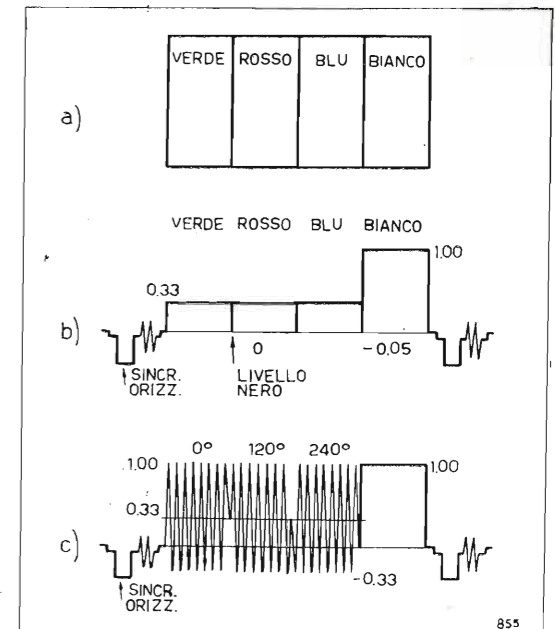 a)
VERDE ROSSO BLU BIANCO
VERDE ROSSO BLU BIANCO
1.00
0.33
b)
0 -0.05
SINCR. ORIZZ.
LIVELLO NERO
0° 120° 240°
1.00 1.00
0.33
c)
-0.33
SINCR. ORIZZ.
855